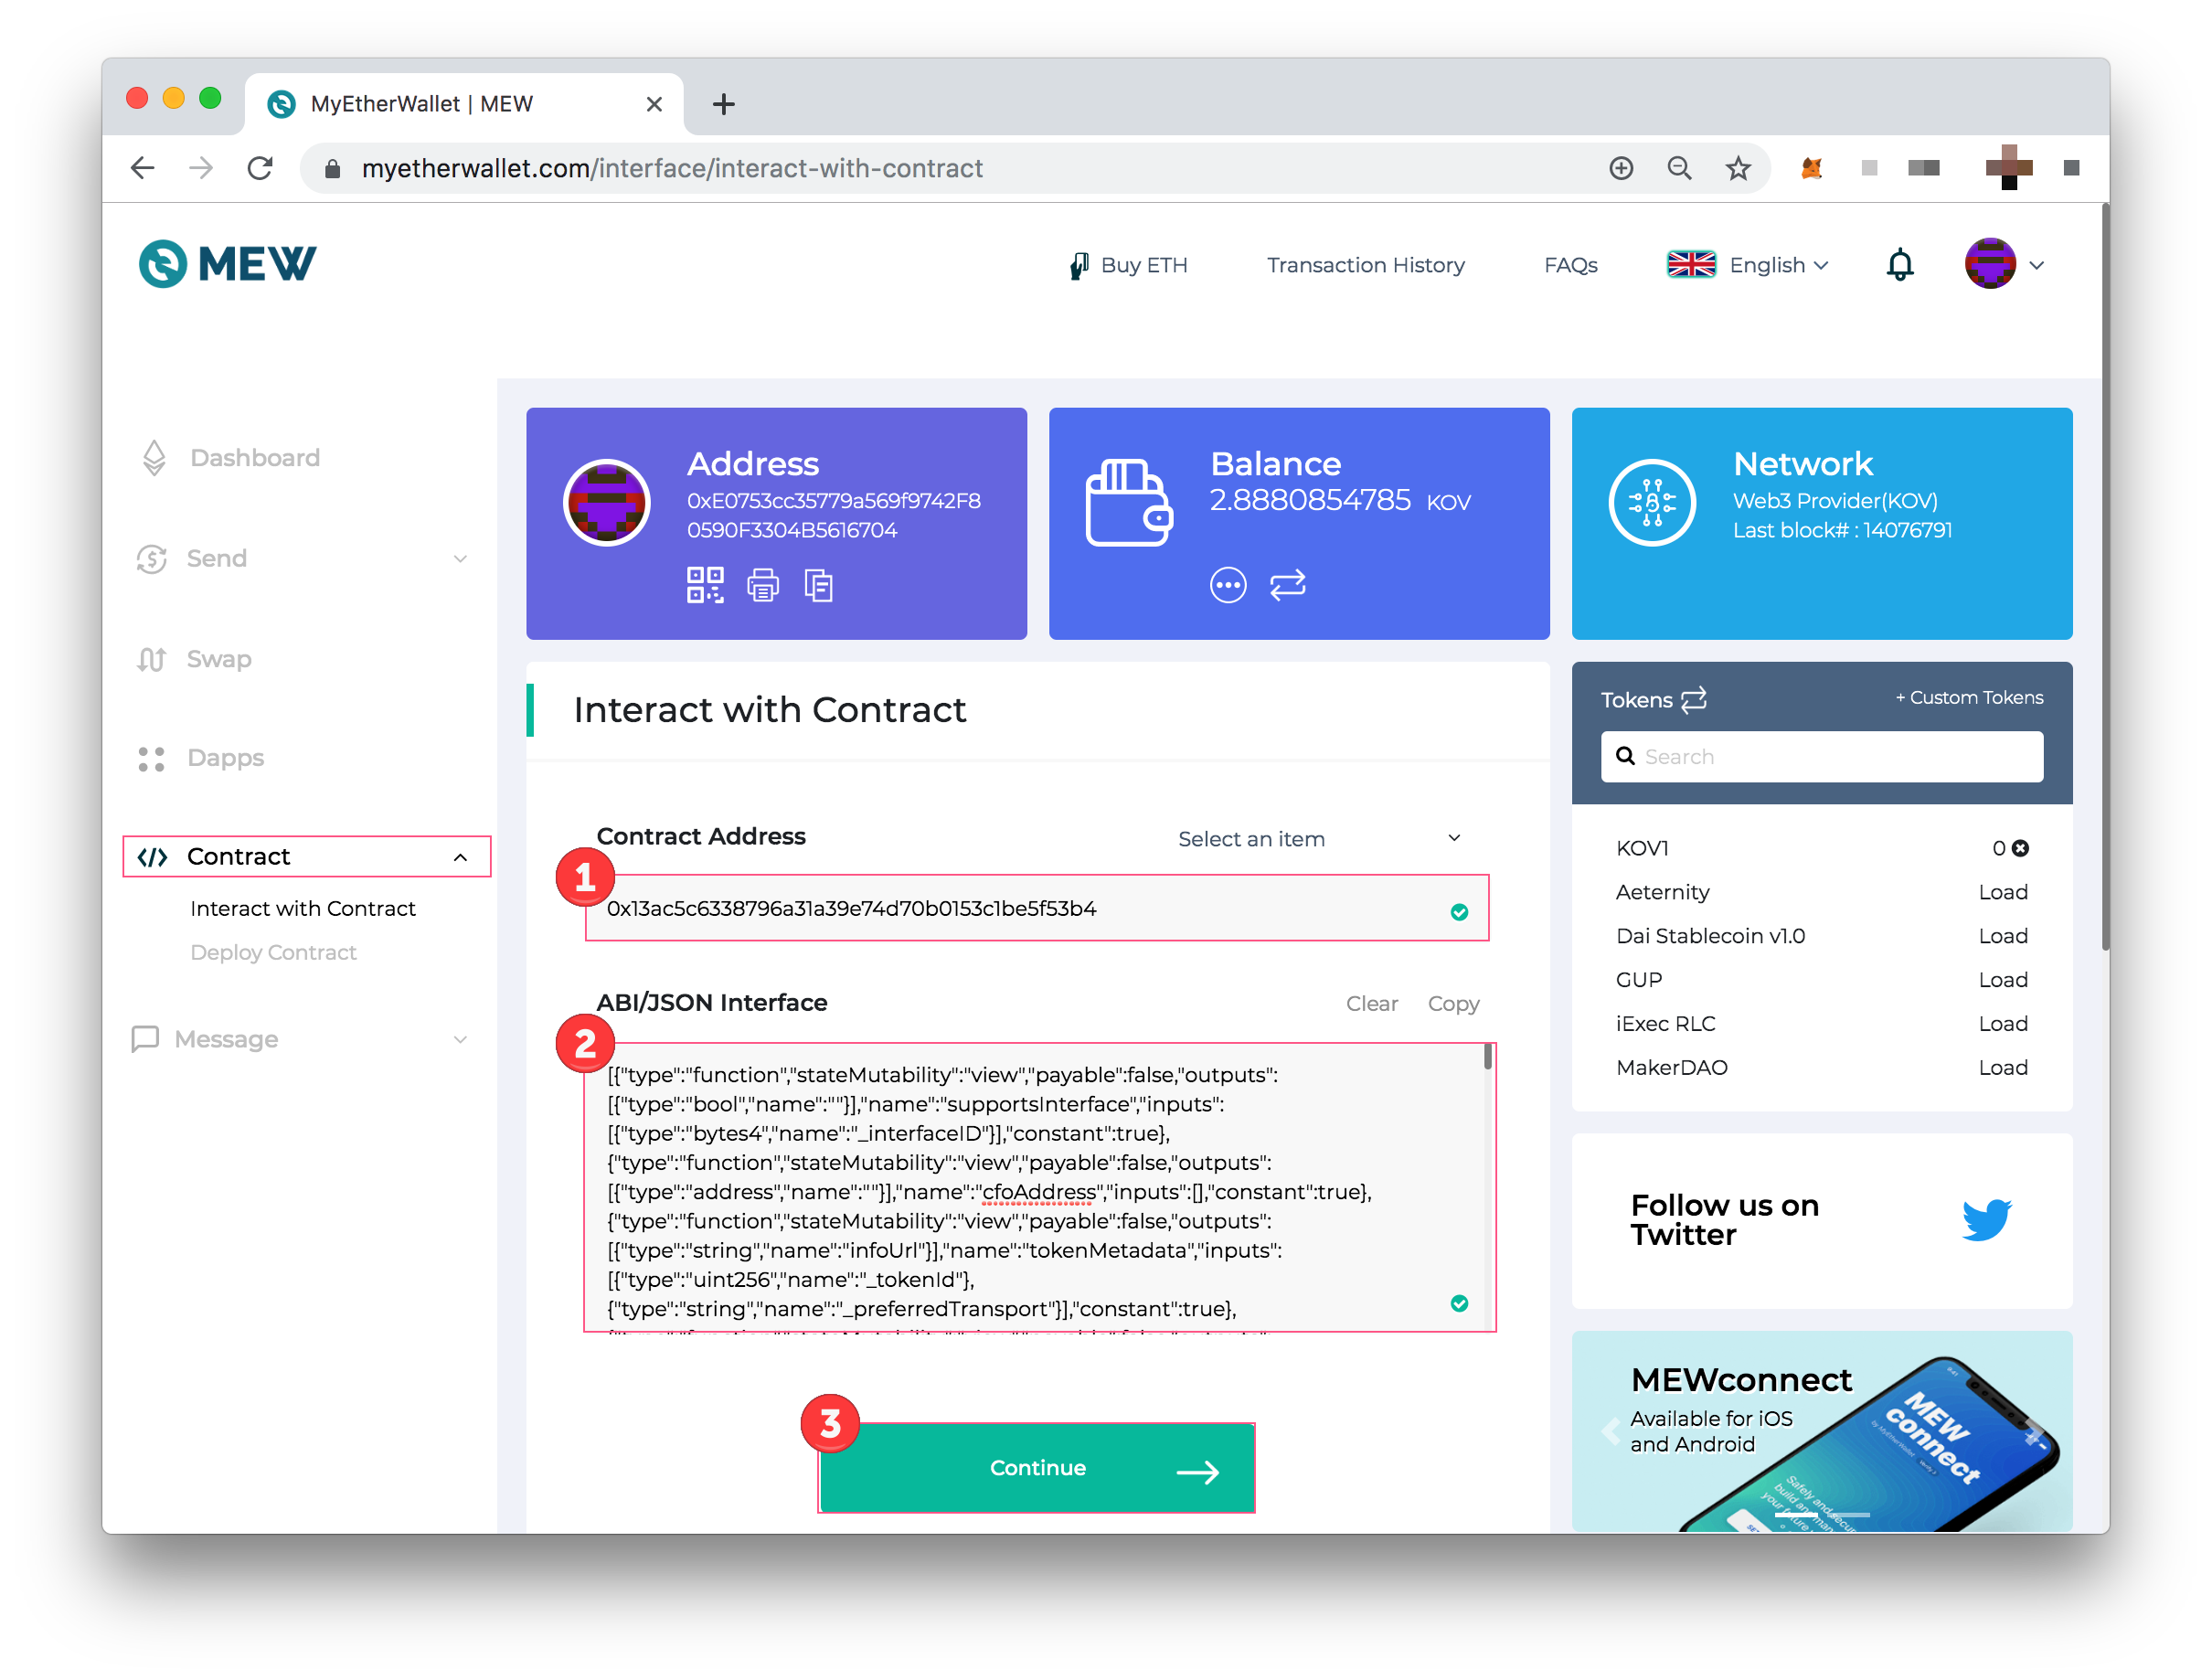 MyEtherWallet | MEW
myetherwallet.com/interface/interact-with-contract
MEW
Buy ETH
Transaction History
FAQs
English
Dashboard
Send
Swap
Dapps
Contract
Interact with Contract
Deploy Contract
Message
Address
0xE0753cc35779a569f9742F8
0590F3304B5616704
Balance
2.8880854785 KOV
Network
Web3 Provider(KOV)
Last block# : 14076791
Interact with Contract
Contract Address
Select an item
1
0x13ac5c6338796a31a39e74d70b0153c1be5f53b4
ABI/JSON Interface
Clear
Copy
2
[{"type":"function","stateMutability":"view","payable":false,"outputs":
[{"type":"bool","name":""}],"name":"supportsInterface","inputs":
[{"type":"bytes4","name":"_interfaceID"}],"constant":true},
{"type":"function","stateMutability":"view","payable":false,"outputs":
[{"type":"address","name":""}],"name":"cfoAddress","inputs":[],"constant":true},
{"type":"function","stateMutability":"view","payable":false,"outputs":
[{"type":"string","name":"infoUrl"}],"name":"tokenMetadata","inputs":
[{"type":"uint256","name":"_tokenId"},
{"type":"string","name":"_preferredTransport"}],"constant":true},
3
Continue
Tokens
+ Custom Tokens
Search
KOV1 0
Aeternity Load
Dai Stablecoin v1.0 Load
GUP Load
iExec RLC Load
MakerDAO Load
Follow us on
Twitter
MEWconnect
Available for iOS
and Android
MEW
connect